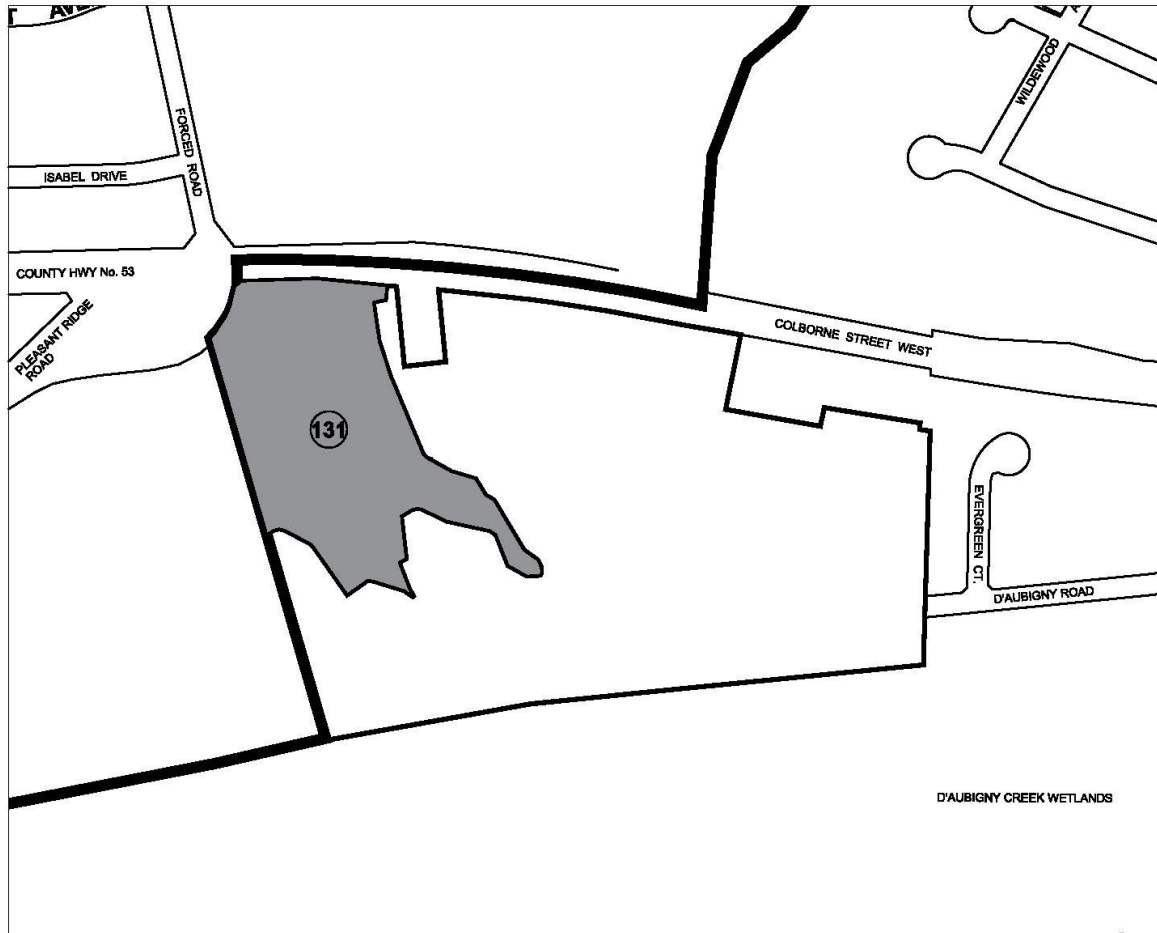 FORCED ROAD
WILDEWOOD
ISABEL DRIVE
COUNTY HWY No. 53
PLEASANT RIDGE
ROAD
COLBORNE STREET WEST
131
EVERGREEN CT.
D'AUBIGNY ROAD
D'AUBIGNY CREEK WETLANDS